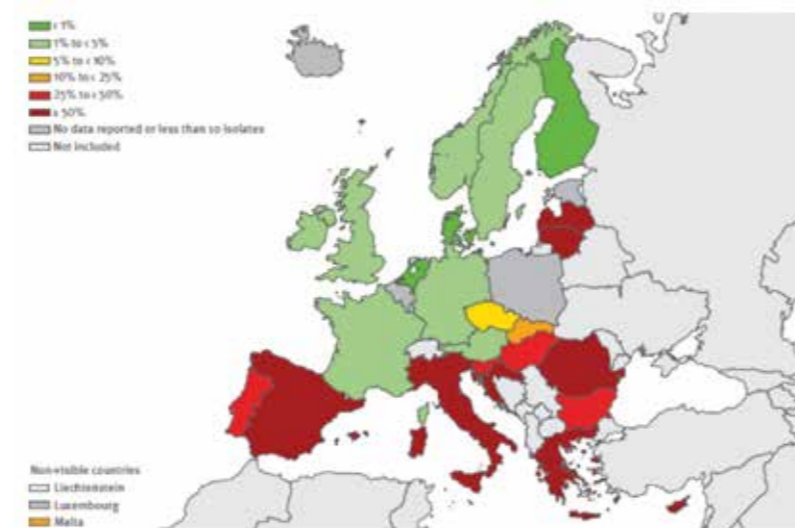 < 1%
1% to < 5%
5% to < 10%
10% to < 25%
25% to < 50%
≥ 50%
No data reported or less than 10 isolates
Not included
Non-visible countries
Liechtenstein
Luxembourg
Malta